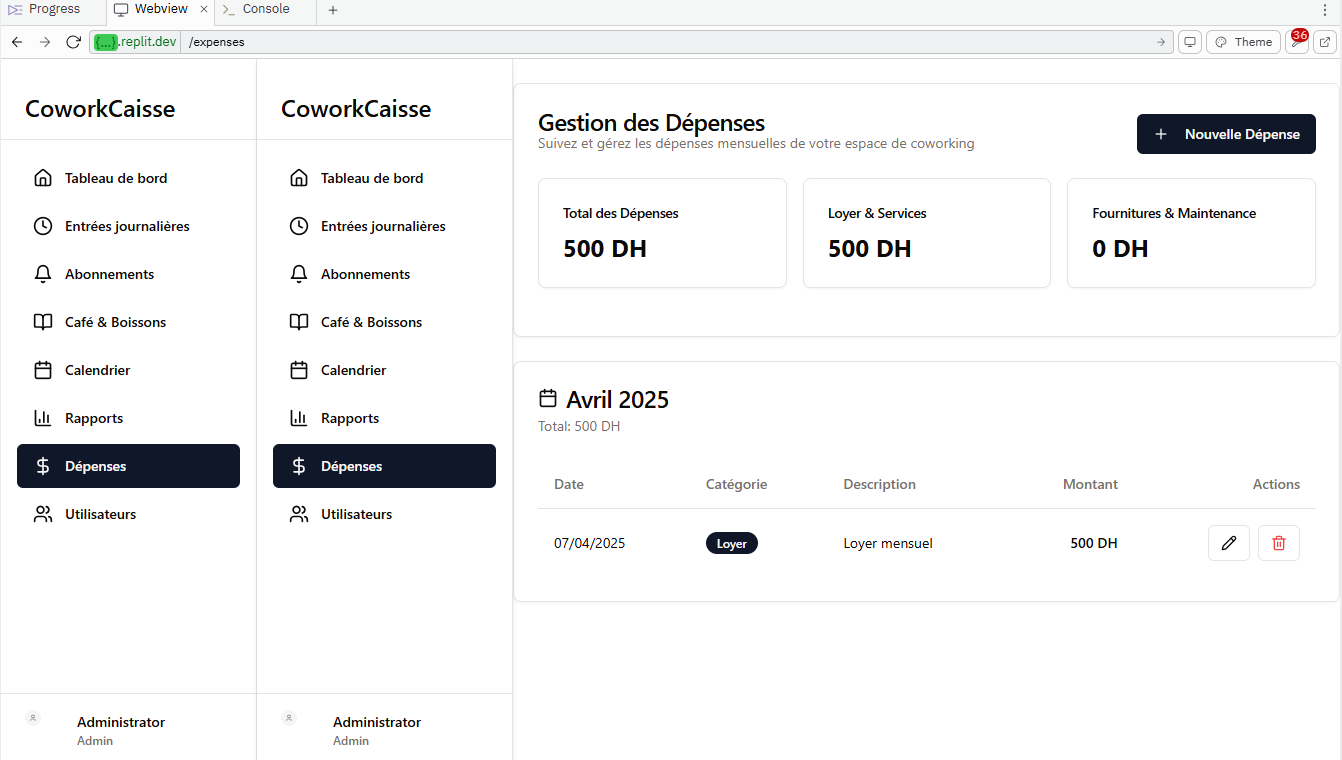 Progress
Webview
Console
{...}.replit.dev /expenses
Theme
36
CoworkCaisse
Tableau de bord
Entrées journalières
Abonnements
Café & Boissons
Calendrier
Rapports
Dépenses
Utilisateurs
Administrator
Admin
CoworkCaisse
Tableau de bord
Entrées journalières
Abonnements
Café & Boissons
Calendrier
Rapports
Dépenses
Utilisateurs
Administrator
Admin
Gestion des Dépenses
Suivez et gérez les dépenses mensuelles de votre espace de coworking
Nouvelle Dépense
Total des Dépenses
500 DH
Loyer & Services
500 DH
Fournitures & Maintenance
0 DH
Avril 2025
Total: 500 DH
Date Catégorie Description Montant Actions
07/04/2025 Loyer Loyer mensuel 500 DH